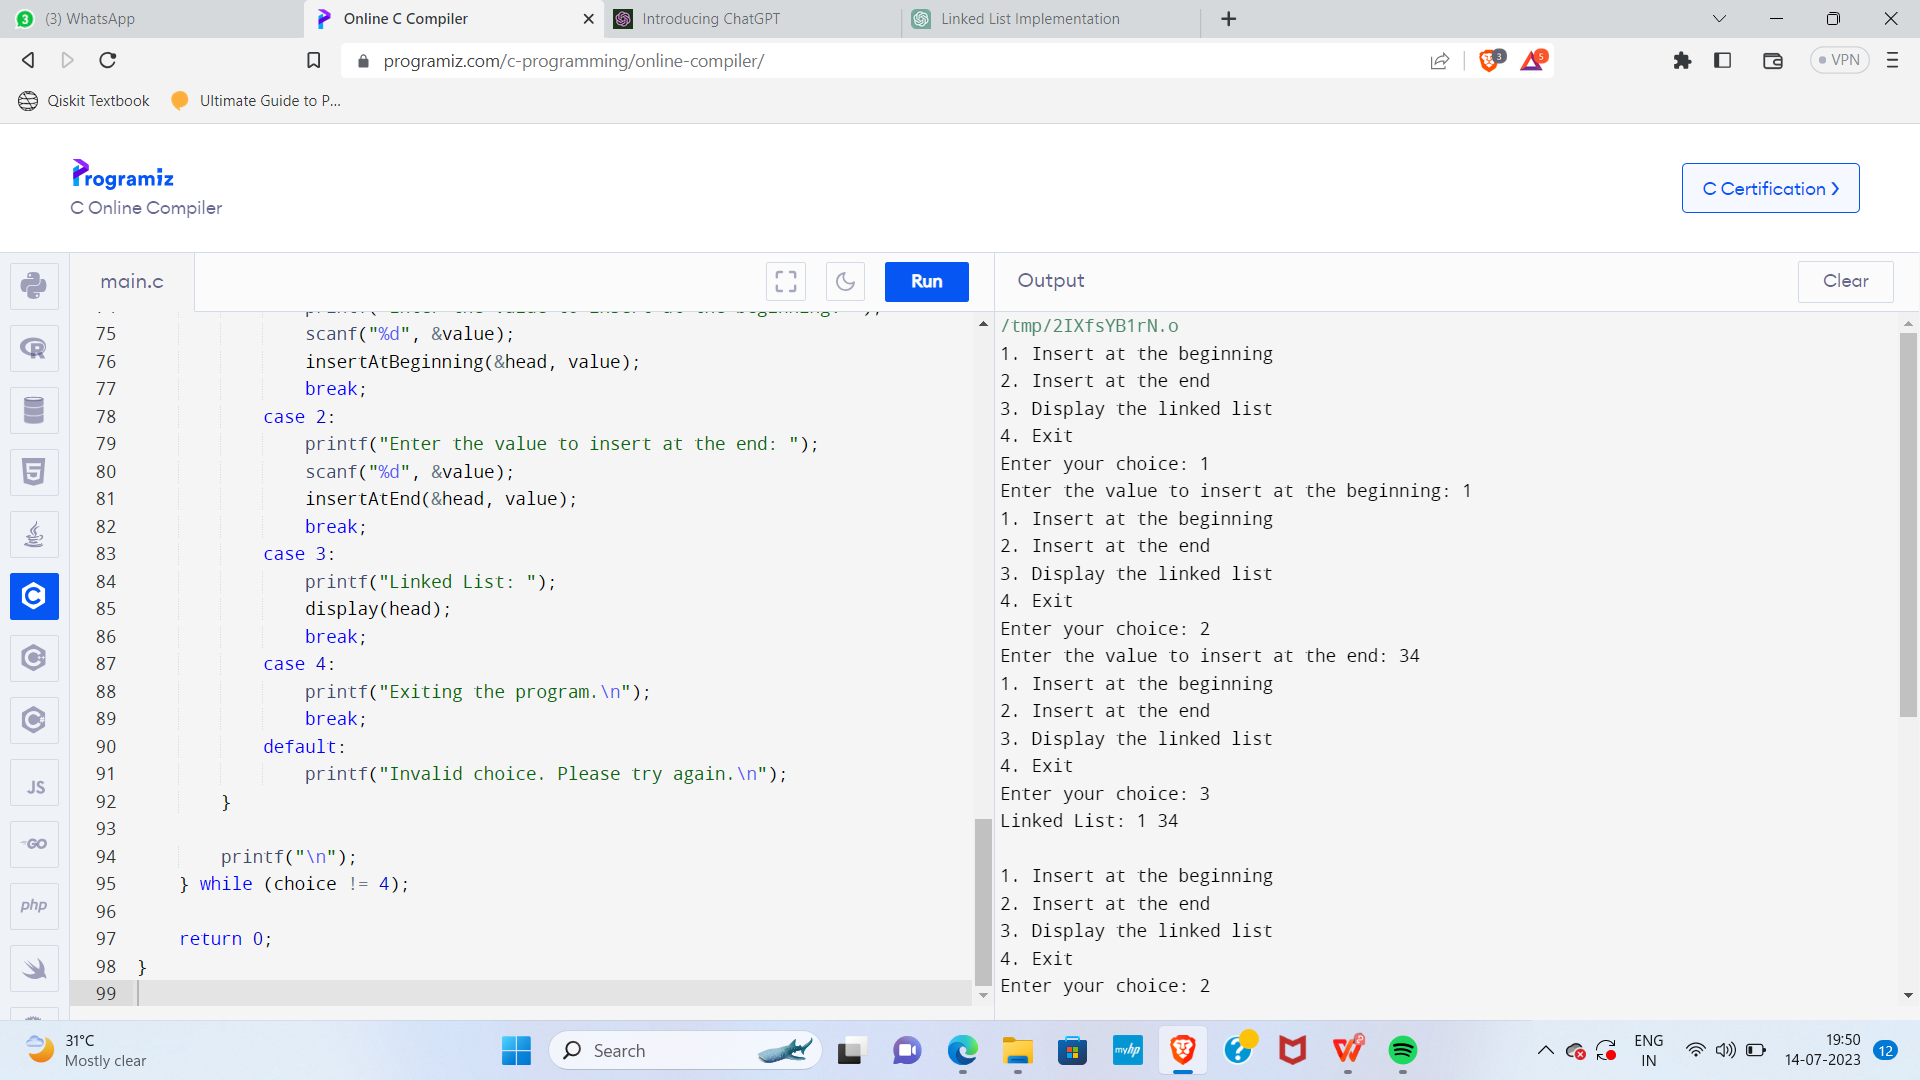 (3) WhatsApp
Online C Compiler
Introducing ChatGPT
Linked List Implementation
programiz.com/c-programming/online-compiler/
3
5
VPN
Qiskit Textbook
Ultimate Guide to P...
Programiz
C Online Compiler
C Certification
main.c
Run
Output
Clear
75 scanf("%d", &value);
76 insertAtBeginning(&head, value);
77 break;
78 case 2:
79 printf("Enter the value to insert at the end: ");
80 scanf("%d", &value);
81 insertAtEnd(&head, value);
82 break;
83 case 3:
84 printf("Linked List: ");
85 display(head);
86 break;
87 case 4:
88 printf("Exiting the program.\n");
89 break;
90 default:
91 printf("Invalid choice. Please try again.\n");
92 }
93
94 printf("\n");
95 } while (choice != 4);
96
97 return 0;
98 }
99
/tmp/2IXfsYB1rN.o
1. Insert at the beginning
2. Insert at the end
3. Display the linked list
4. Exit
Enter your choice: 1
Enter the value to insert at the beginning: 1
1. Insert at the beginning
2. Insert at the end
3. Display the linked list
4. Exit
Enter your choice: 2
Enter the value to insert at the end: 34
1. Insert at the beginning
2. Insert at the end
3. Display the linked list
4. Exit
Enter your choice: 3
Linked List: 1 34
1. Insert at the beginning
2. Insert at the end
3. Display the linked list
4. Exit
Enter your choice: 2
R
5
JS
GO
php
31°C
Mostly clear
Search
myhp
ENG
IN
19:50
14-07-2023
12